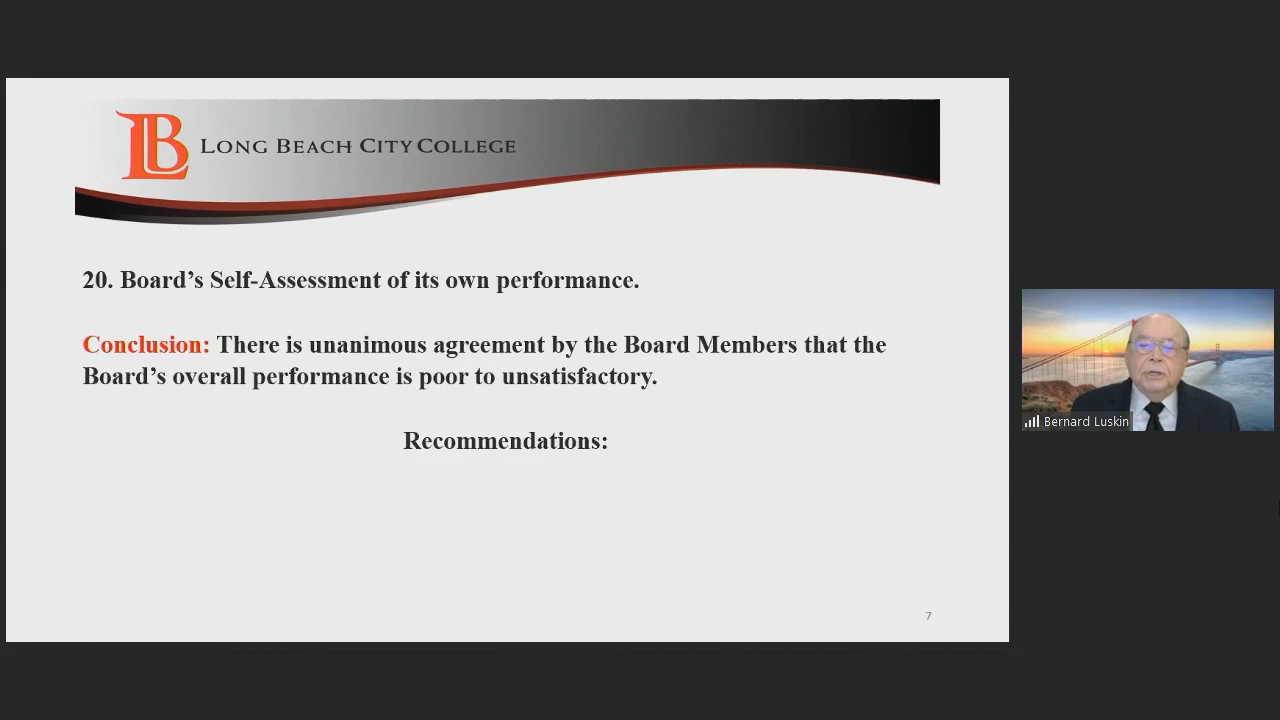 LB LONG BEACH CITY COLLEGE
20. Board’s Self-Assessment of its own performance.
Conclusion: There is unanimous agreement by the Board Members that the
Board’s overall performance is poor to unsatisfactory.
Recommendations:
7
Bernard Luskin